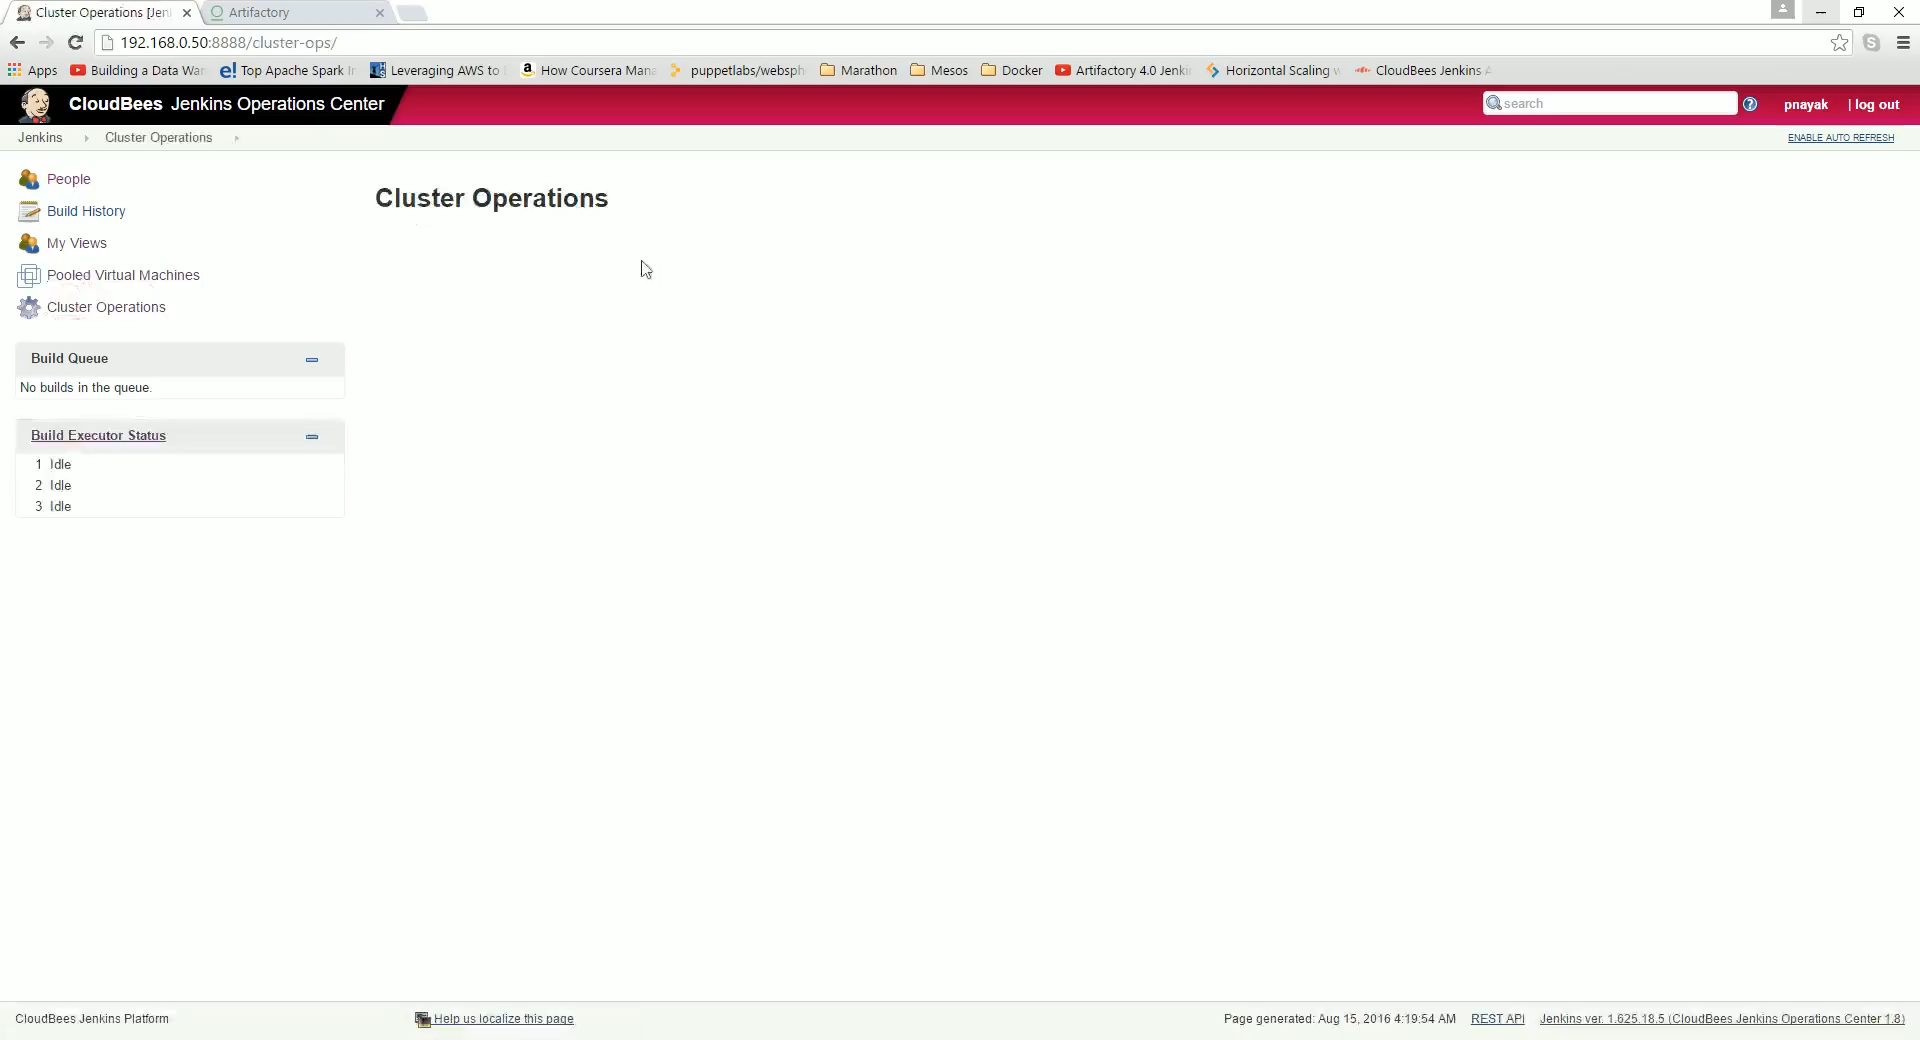 Cluster Operations [Jen
Artifactory
192.168.0.50:8888/cluster-ops/
Apps
Building a Data War
Top Apache Spark
Leveraging AWS to
How Coursera Mana
puppetlabs/websph
Marathon
Mesos
Docker
Artifactory 4.0 Jenki
Horizontal Scaling
CloudBees Jenkins
CloudBees Jenkins Operations Center
search
pnayak
| log out
Jenkins
Cluster Operations
ENABLE AUTO REFRESH
People
Build History
My Views
Pooled Virtual Machines
Cluster Operations
Cluster Operations
Build Queue
No builds in the queue.
Build Executor Status
1 Idle
2 Idle
3 Idle
CloudBees Jenkins Platform
Help us localize this page
Page generated: Aug 15, 2016 4:19:54 AM
REST API
Jenkins ver. 1.625.18.5 (CloudBees Jenkins Operations Center 1.8)